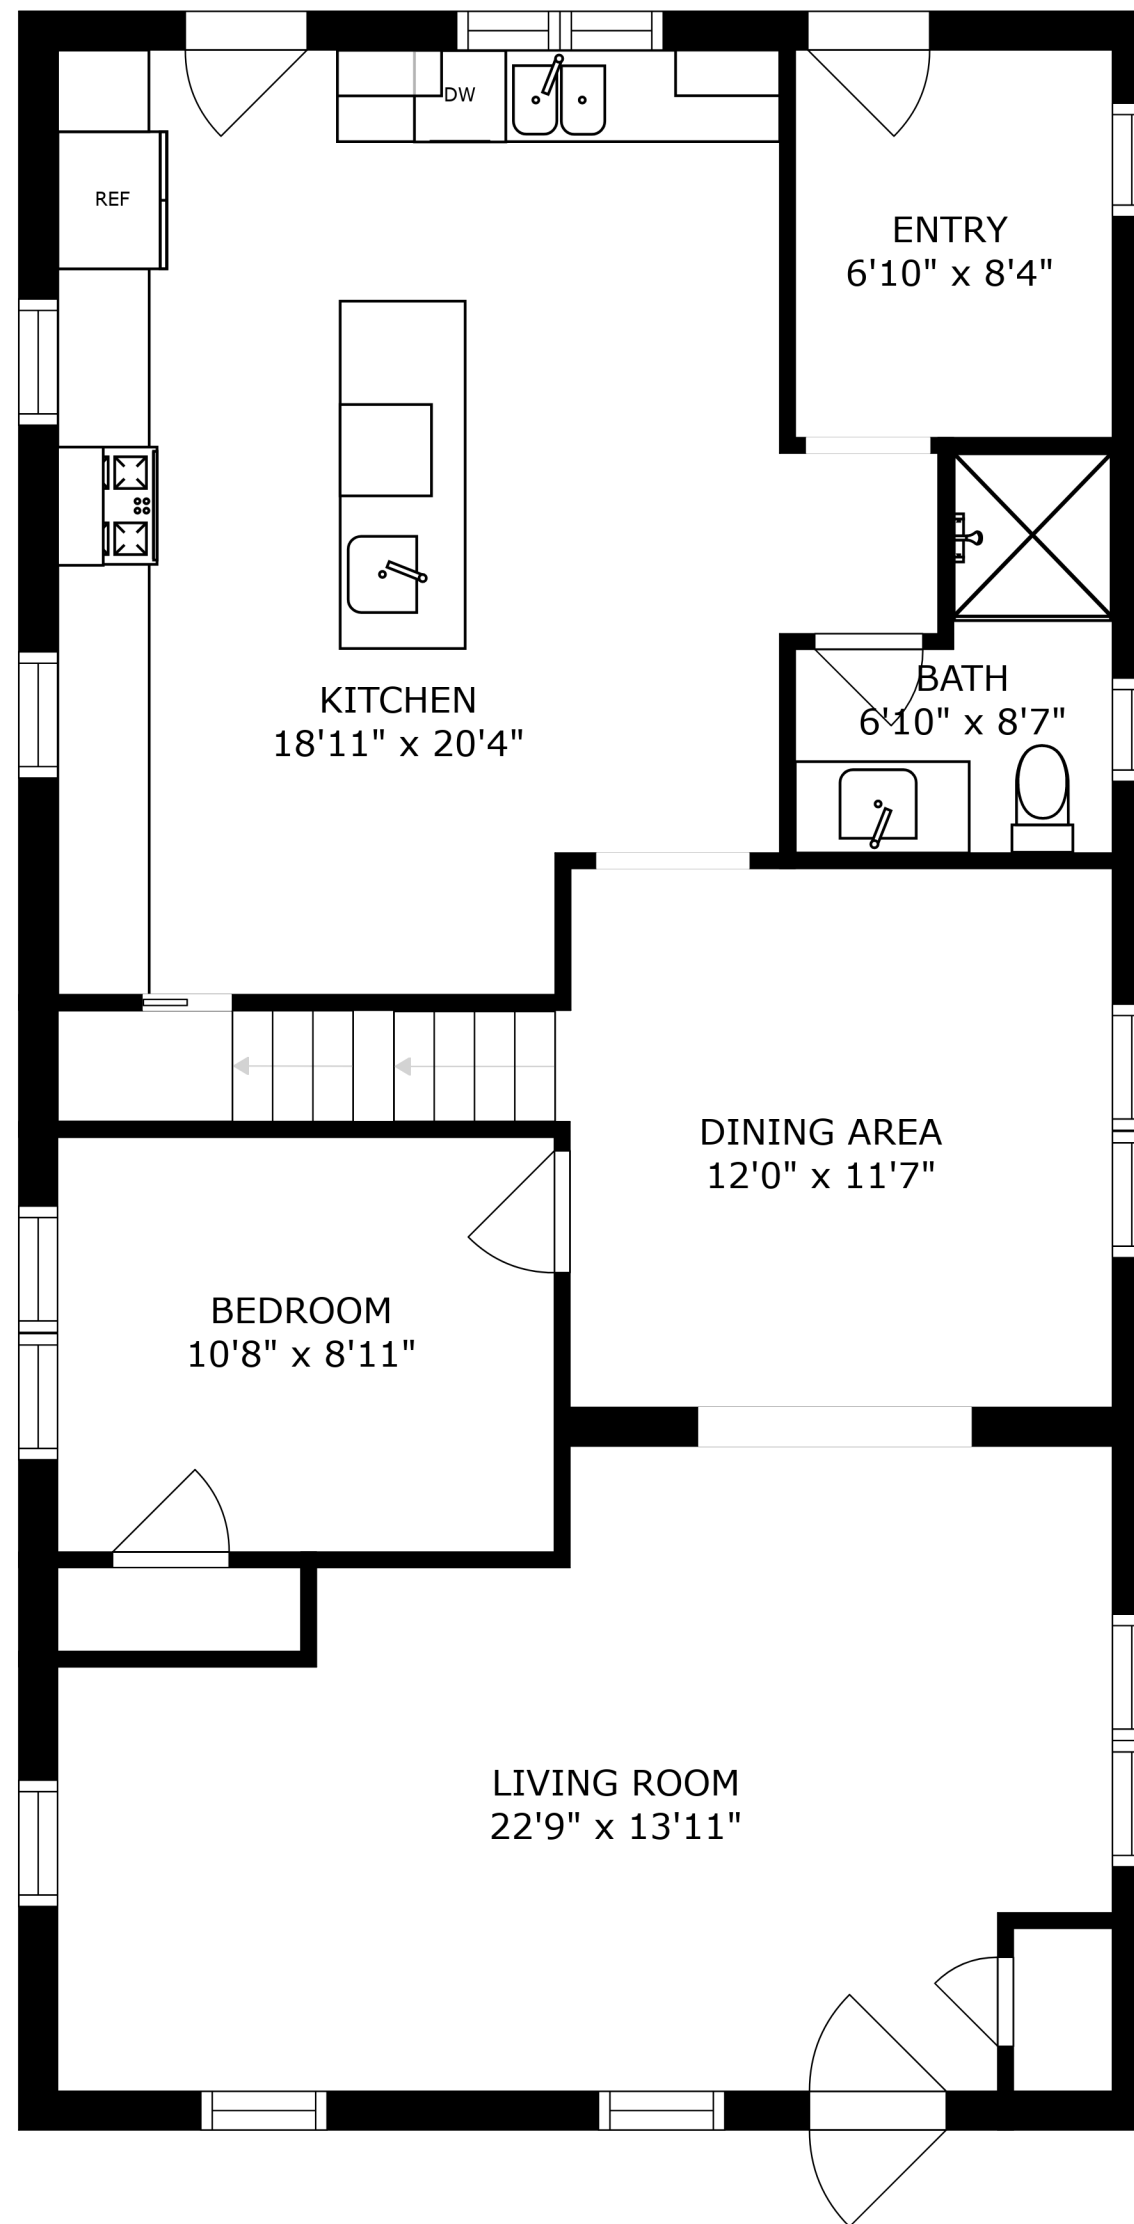 DW
REF
ENTRY
6'10" x 8'4"
KITCHEN
18'11" x 20'4"
BATH
6'10" x 8'7"
DINING AREA
12'0" x 11'7"
BEDROOM
10'8" x 8'11"
LIVING ROOM
22'9" x 13'11"